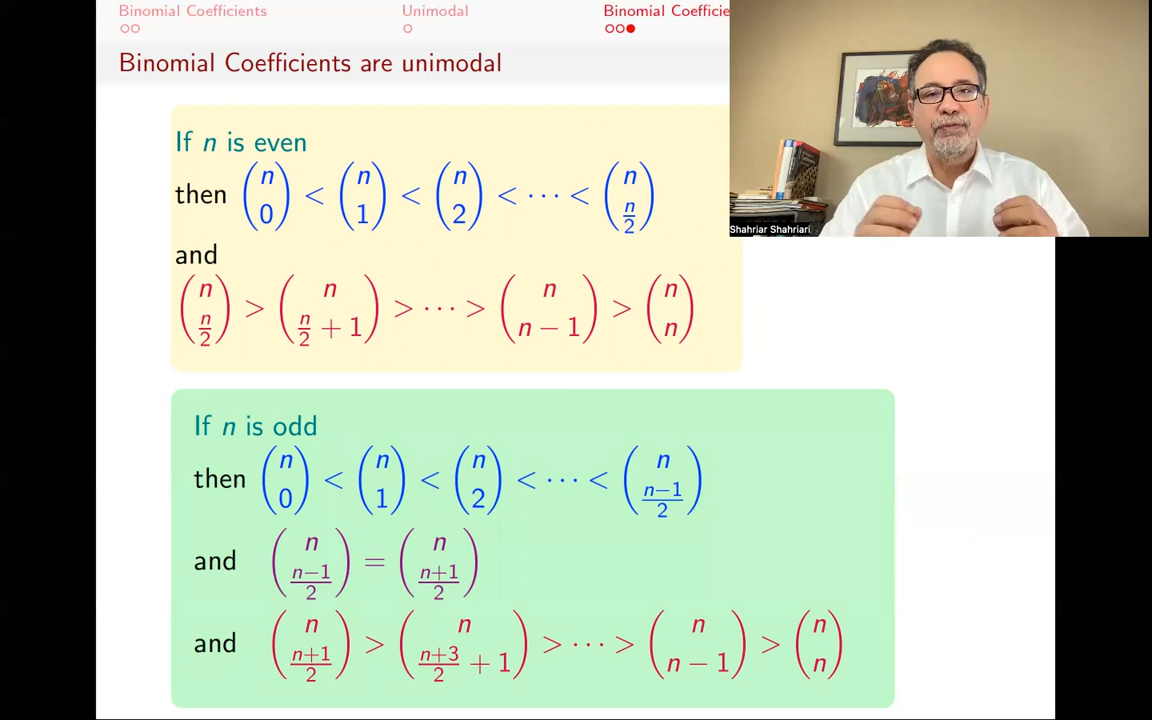 Binomial Coefficients Unimodal Binomial Coefficie
Binomial Coefficients are unimodal
If n is even
then (n 0) < (n 1) < (n 2) < ··· < (n n/2)
and
(n n/2) > (n n/2 + 1) > ··· > (n n − 1) > (n n)
If n is odd
then (n 0) < (n 1) < (n 2) < ··· < (n n−1/2)
and (n n−1/2) = (n n+1/2)
and (n n+1/2) > (n n+3/2 + 1) > ··· > (n n − 1) > (n n)
Shahriar Shahriari